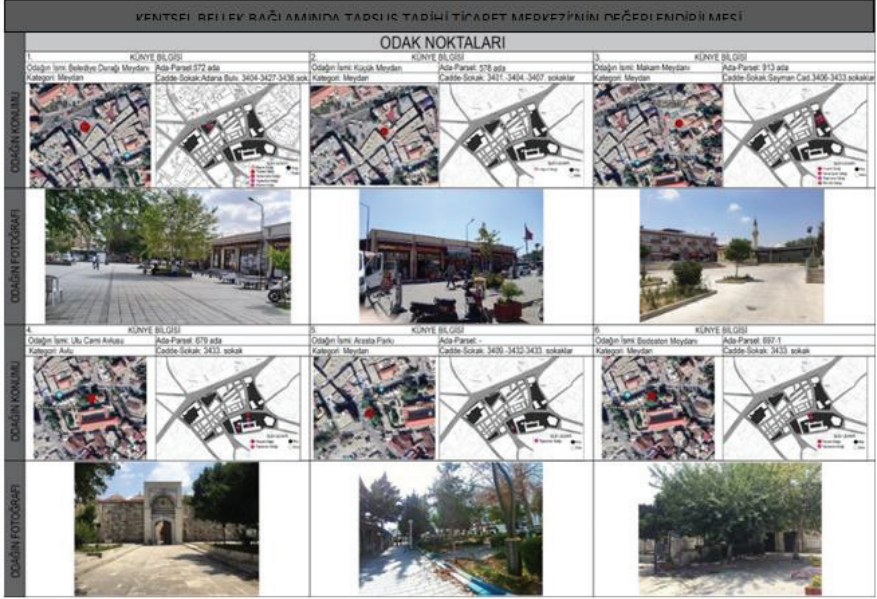 KENTSEL BELLEK BAĞLAMINDA TARSUS TARİHİ TİCARET MERKEZİ'NİN DEĞERLENDİRİLMESİ
ODAK NOKTALARI
1. KÜNYE BİLGİSİ
Odağın İsmi: Belediye Durağı Meydanı Ada-Parsel:572 ada
Kategori: Meydan Cadde-Sokak:Adana Bulv. 3404-3427-3436.sok.
2. KÜNYE BİLGİSİ
Odağın İsmi: Küçük Meydan Ada-Parsel: 576 ada
Kategori: Meydan Cadde-Sokak: 3421.-3404.-3407. sokaklar
3. KÜNYE BİLGİSİ
Odağın İsmi: Makam Meydanı Ada-Parsel: 913 ada
Kategori: Meydan Cadde-Sokak:Sayman Cad.3406-3433.sokaklar
ODAĞIN KONUMU
ODAĞIN FOTOĞRAFI
4. KÜNYE BİLGİSİ
Odağın İsmi: Ulu Cami Avlusu Ada-Parsel: 679 ada
Kategori: Avlu Cadde-Sokak: 3433. sokak
5. KÜNYE BİLGİSİ
Odağın İsmi: Arasta Parkı Ada-Parsel: -
Kategori: Meydan Cadde-Sokak: 3409.-3432-3433. sokaklar
6. KÜNYE BİLGİSİ
Odağın İsmi: Bedesten Meydanı Ada-Parsel: 697-1
Kategori: Meydan Cadde-Sokak: 3433. sokak
ODAĞIN KONUMU
ODAĞIN FOTOĞRAFI